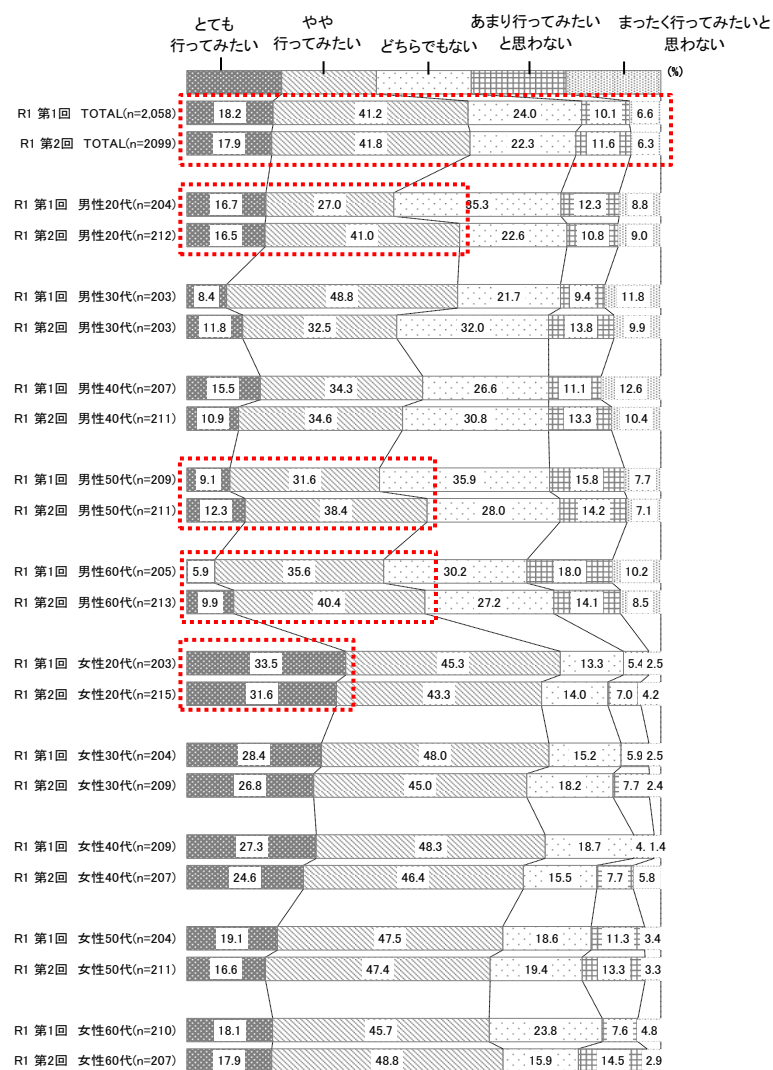 とても
行ってみたい
やや
行ってみたい
どちらでもない
あまり行ってみたい
と思わない
まったく行ってみたいと
思わない
(%)
R1 第1回 TOTAL(n=2,058) 18.2 41.2 24.0 10.1 6.6
R1 第2回 TOTAL(n=2099) 17.9 41.8 22.3 11.6 6.3
R1 第1回 男性20代(n=204) 16.7 27.0 35.3 12.3 8.8
R1 第2回 男性20代(n=212) 16.5 41.0 22.6 10.8 9.0
R1 第1回 男性30代(n=203) 8.4 48.8 21.7 9.4 11.8
R1 第2回 男性30代(n=203) 11.8 32.5 32.0 13.8 9.9
R1 第1回 男性40代(n=207) 15.5 34.3 26.6 11.1 12.6
R1 第2回 男性40代(n=211) 10.9 34.6 30.8 13.3 10.4
R1 第1回 男性50代(n=209) 9.1 31.6 35.9 15.8 7.7
R1 第2回 男性50代(n=211) 12.3 38.4 28.0 14.2 7.1
R1 第1回 男性60代(n=205) 5.9 35.6 30.2 18.0 10.2
R1 第2回 男性60代(n=213) 9.9 40.4 27.2 14.1 8.5
R1 第1回 女性20代(n=203) 33.5 45.3 13.3 5.4 2.5
R1 第2回 女性20代(n=215) 31.6 43.3 14.0 7.0 4.2
R1 第1回 女性30代(n=204) 28.4 48.0 15.2 5.9 2.5
R1 第2回 女性30代(n=209) 26.8 45.0 18.2 7.7 2.4
R1 第1回 女性40代(n=209) 27.3 48.3 18.7 4. 1.4
R1 第2回 女性40代(n=207) 24.6 46.4 15.5 7.7 5.8
R1 第1回 女性50代(n=204) 19.1 47.5 18.6 11.3 3.4
R1 第2回 女性50代(n=211) 16.6 47.4 19.4 13.3 3.3
R1 第1回 女性60代(n=210) 18.1 45.7 23.8 7.6 4.8
R1 第2回 女性60代(n=207) 17.9 48.8 15.9 14.5 2.9